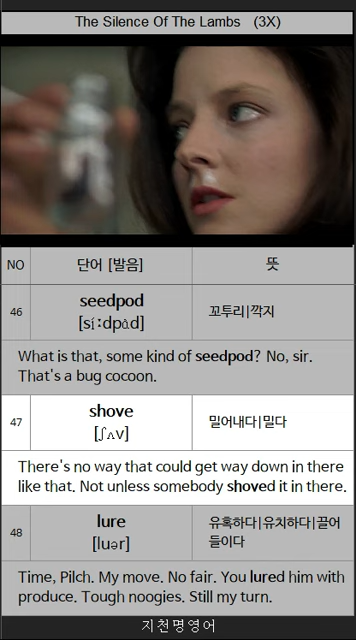 The Silence Of The Lambs (3X)
NO 단어 [발음] 뜻
46 seedpod [síːdpὰd] 꼬투리|깍지
What is that, some kind of seedpod? No, sir.
That's a bug cocoon.
47 shove [ʃʌv] 밀어내다|밀다
There's no way that could get way down in there
like that. Not unless somebody shoved it in there.
48 lure [luər] 유혹하다|유치하다|끌어
들이다
Time, Pilch. My move. No fair. You lured him with
produce. Tough noogies. Still my turn.
지천명영어